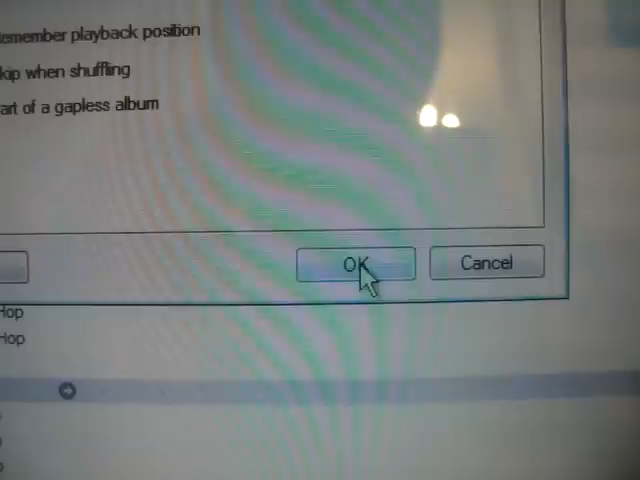 emember playback position
kip when shuffling
art of a gapless album
OK
Cancel
Hop
Hop